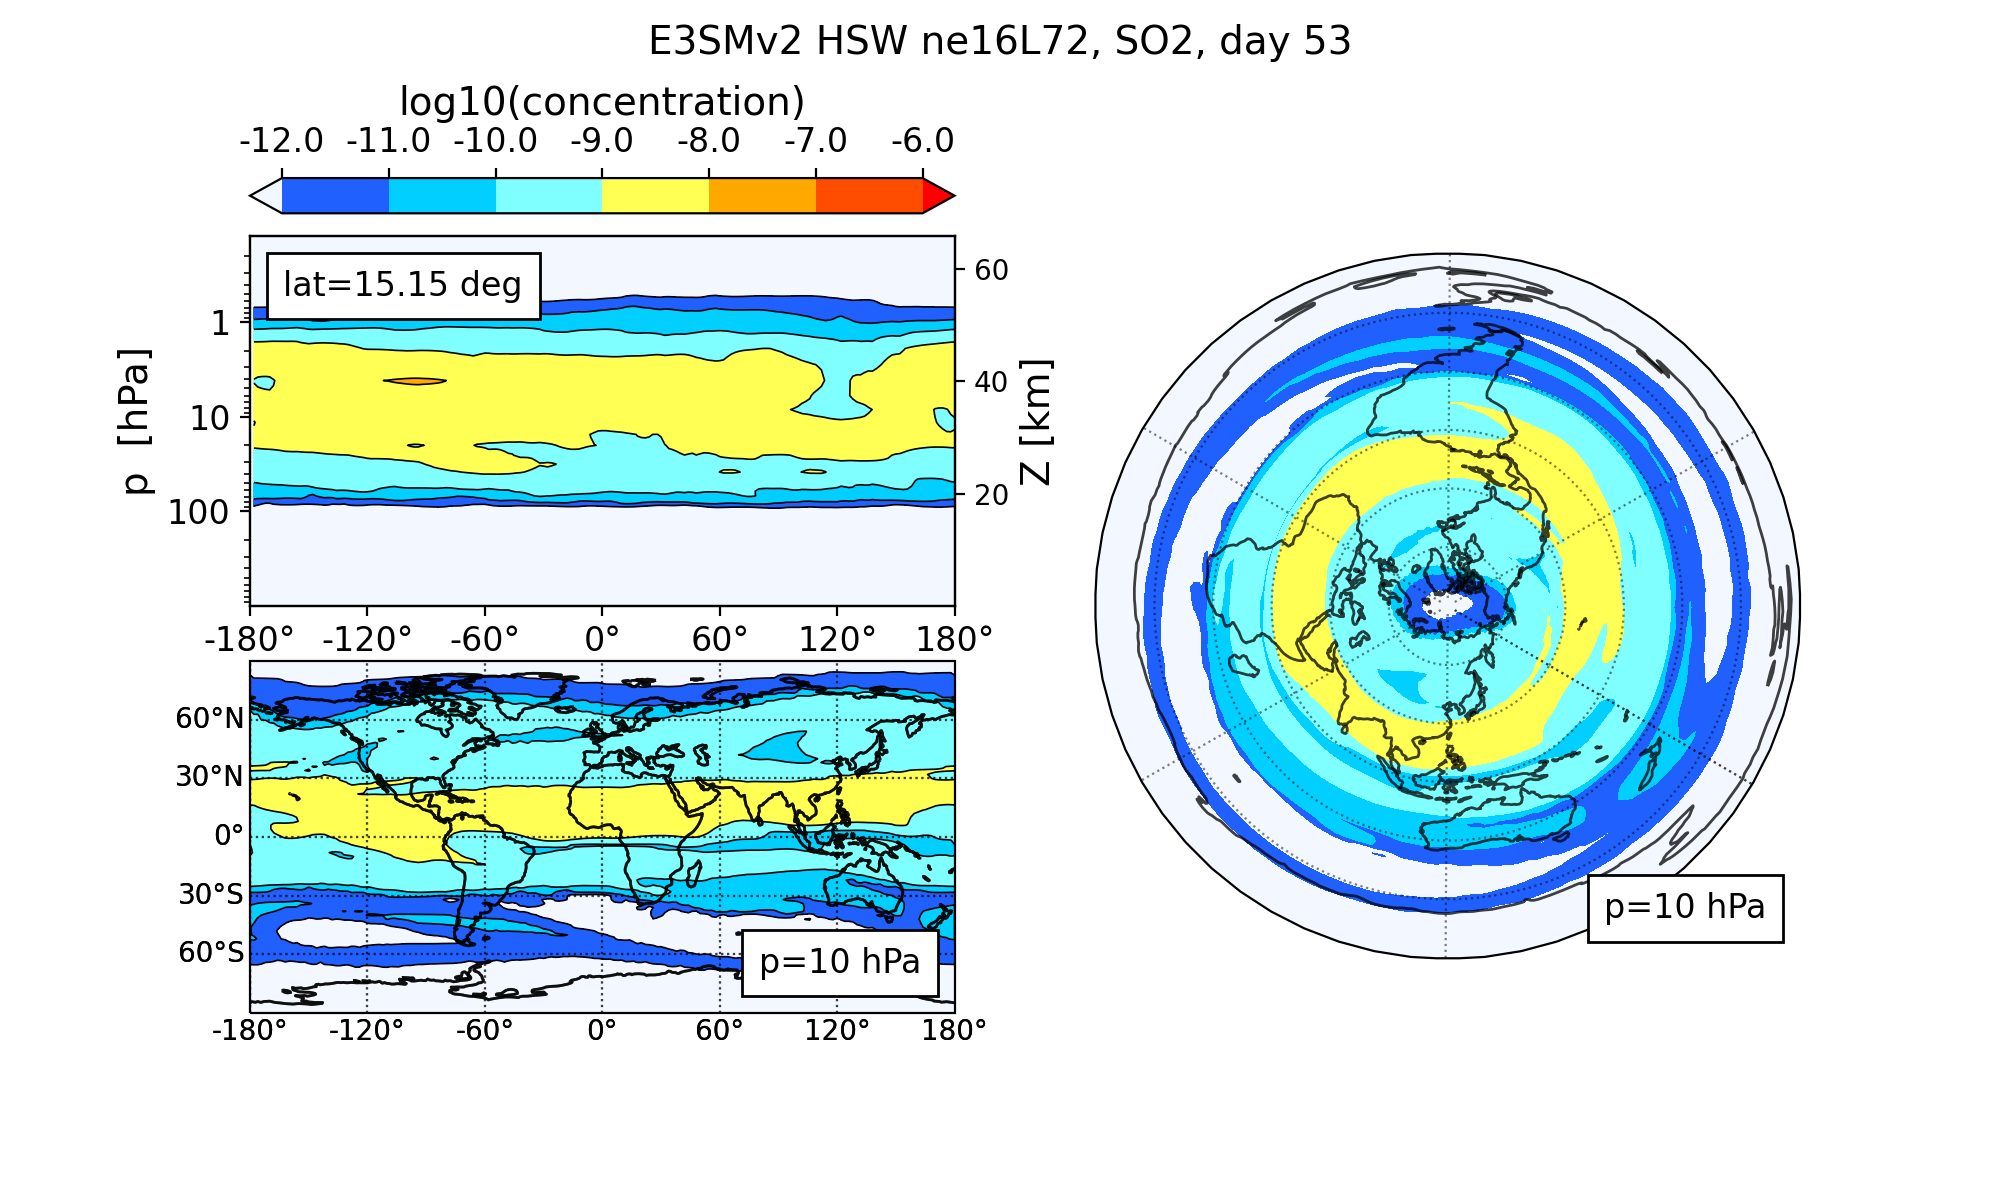 E3SMv2 HSW ne16L72, SO2, day 53
log10(concentration)
-12.0 -11.0 -10.0 -9.0 -8.0 -7.0 -6.0
lat=15.15 deg
p [hPa]
1
10
100
60
40
20
Z [km]
-180° -120° -60° 0° 60° 120° 180°
60°N
30°N
0°
30°S
60°S
p=10 hPa
-180° -120° -60° 0° 60° 120° 180°
p=10 hPa